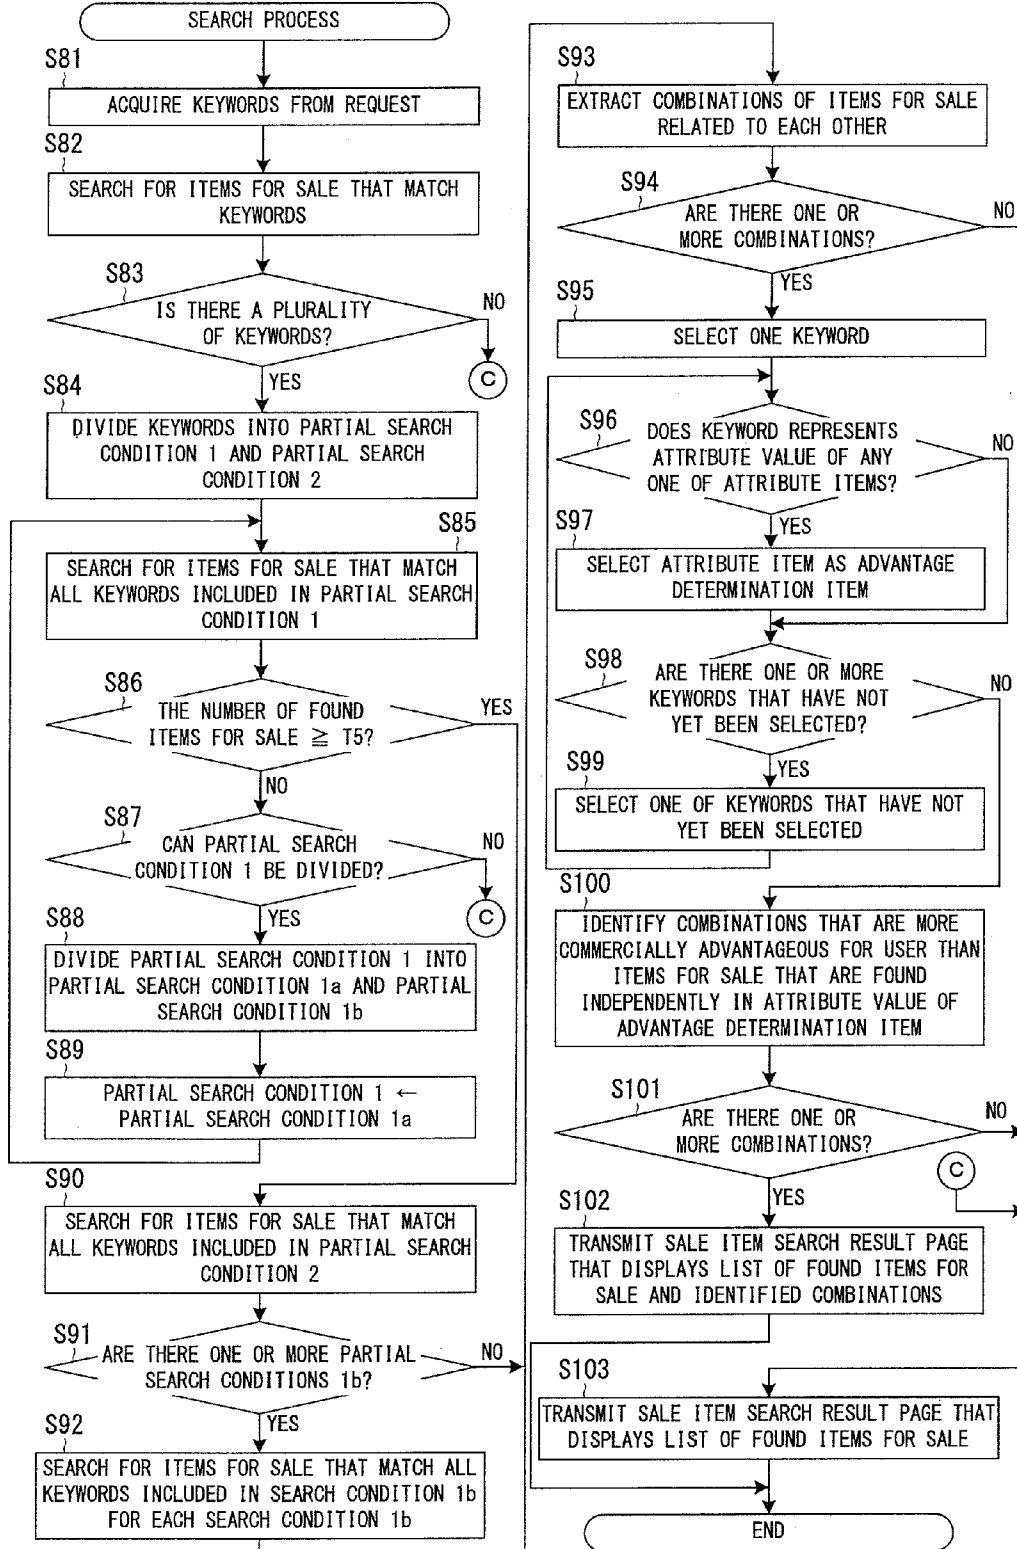 SEARCH PROCESS
S81
ACQUIRE KEYWORDS FROM REQUEST
S82
SEARCH FOR ITEMS FOR SALE THAT MATCH
KEYWORDS
S83
IS THERE A PLURALITY
OF KEYWORDS?
NO
C
YES
S84
DIVIDE KEYWORDS INTO PARTIAL SEARCH
CONDITION 1 AND PARTIAL SEARCH
CONDITION 2
S85
SEARCH FOR ITEMS FOR SALE THAT MATCH
ALL KEYWORDS INCLUDED IN PARTIAL SEARCH
CONDITION 1
S86
THE NUMBER OF FOUND
ITEMS FOR SALE ≧ T5?
YES
NO
S87
CAN PARTIAL SEARCH
CONDITION 1 BE DIVIDED?
NO
C
YES
S88
DIVIDE PARTIAL SEARCH CONDITION 1 INTO
PARTIAL SEARCH CONDITION 1a AND PARTIAL
SEARCH CONDITION 1b
S89
PARTIAL SEARCH CONDITION 1 ←
PARTIAL SEARCH CONDITION 1a
S90
SEARCH FOR ITEMS FOR SALE THAT MATCH
ALL KEYWORDS INCLUDED IN PARTIAL SEARCH
CONDITION 2
S91
ARE THERE ONE OR MORE PARTIAL
SEARCH CONDITIONS 1b?
NO
YES
S92
SEARCH FOR ITEMS FOR SALE THAT MATCH ALL
KEYWORDS INCLUDED IN SEARCH CONDITION 1b
FOR EACH SEARCH CONDITION 1b
S93
EXTRACT COMBINATIONS OF ITEMS FOR SALE
RELATED TO EACH OTHER
S94
ARE THERE ONE OR
MORE COMBINATIONS?
NO
YES
S95
SELECT ONE KEYWORD
S96
DOES KEYWORD REPRESENTS
ATTRIBUTE VALUE OF ANY
ONE OF ATTRIBUTE ITEMS?
NO
YES
S97
SELECT ATTRIBUTE ITEM AS ADVANTAGE
DETERMINATION ITEM
S98
ARE THERE ONE OR MORE
KEYWORDS THAT HAVE NOT
YET BEEN SELECTED?
NO
YES
S99
SELECT ONE OF KEYWORDS THAT HAVE NOT
YET BEEN SELECTED
S100
IDENTIFY COMBINATIONS THAT ARE MORE
COMMERCIALLY ADVANTAGEOUS FOR USER THAN
ITEMS FOR SALE THAT ARE FOUND
INDEPENDENTLY IN ATTRIBUTE VALUE OF
ADVANTAGE DETERMINATION ITEM
S101
ARE THERE ONE OR
MORE COMBINATIONS?
NO
C
YES
S102
TRANSMIT SALE ITEM SEARCH RESULT PAGE
THAT DISPLAYS LIST OF FOUND ITEMS FOR
SALE AND IDENTIFIED COMBINATIONS
S103
TRANSMIT SALE ITEM SEARCH RESULT PAGE THAT
DISPLAYS LIST OF FOUND ITEMS FOR SALE
END